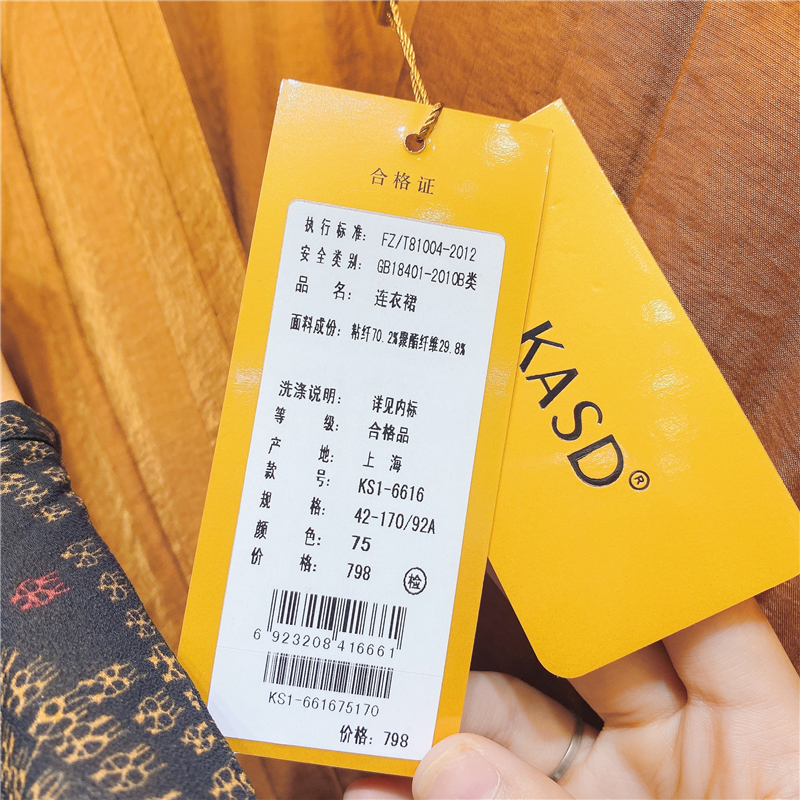 合格证
执行标准: FZ/T81004-2012
安全类别: GB18401-2010B类
品名: 连衣裙
面料成份: 粘纤70.2%聚酯纤维29.8%
洗涤说明: 详见内标
等级: 合格品
产地: 上海
款号: KS1-6616
规格: 42-170/92A
颜色: 75
价格: 798 检
6 923208 416661
KS1-661675170
价格: 798
KASD®